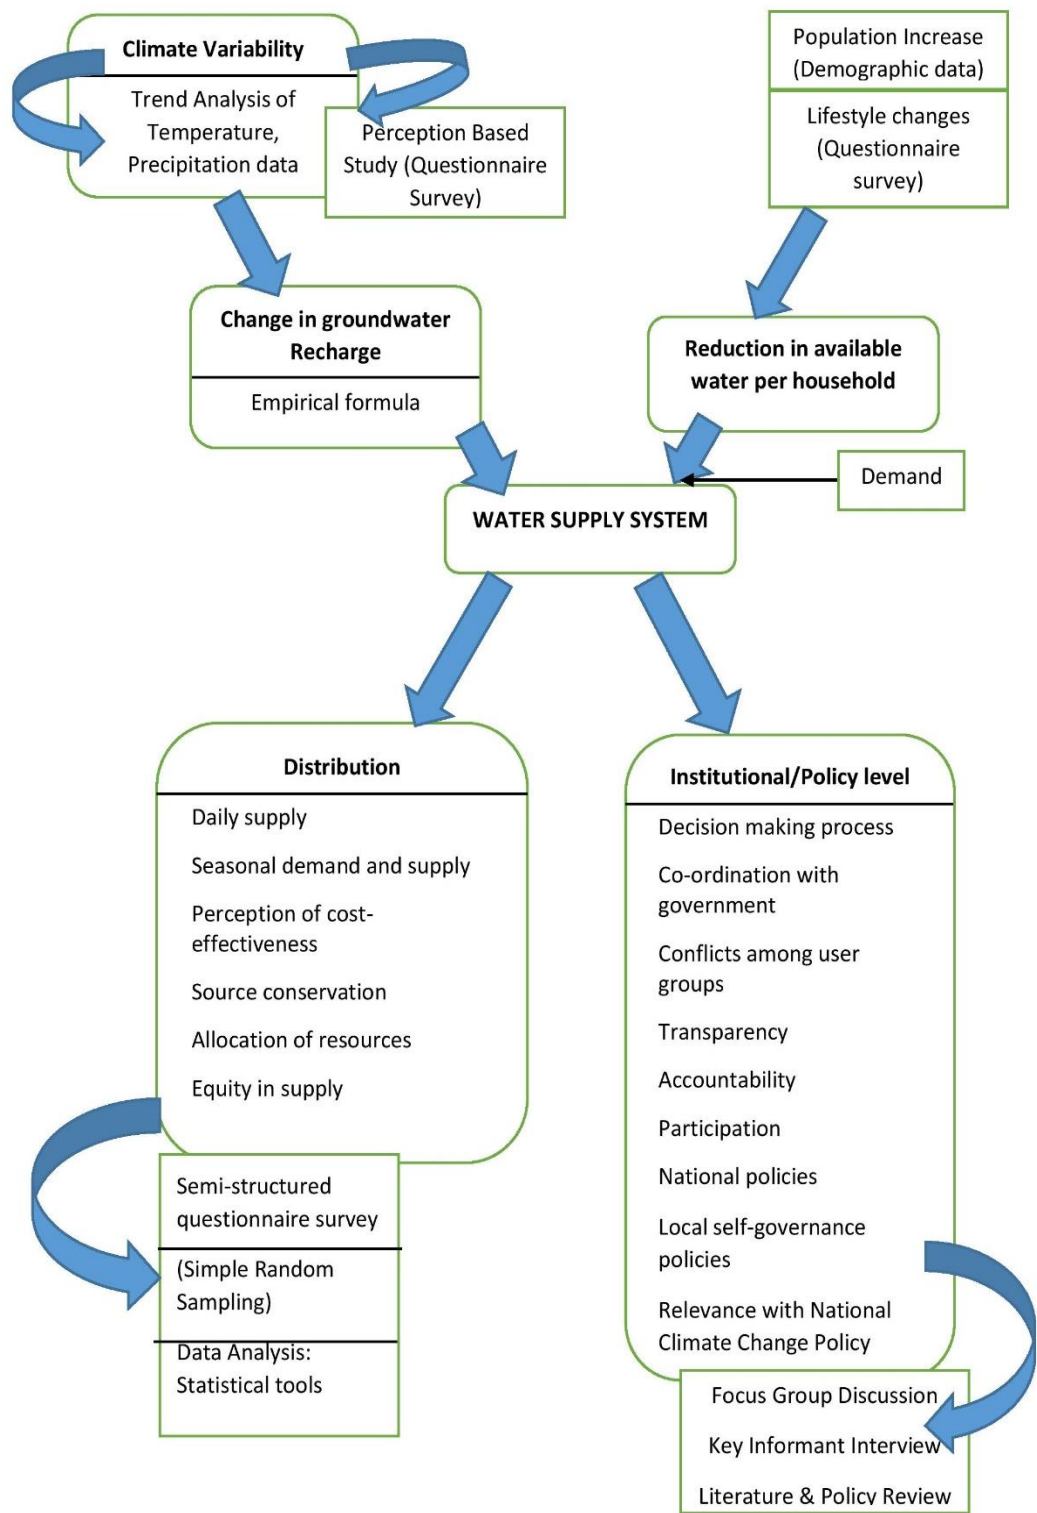 Climate Variability
Trend Analysis of
Temperature,
Precipitation data
Perception Based
Study (Questionnaire
Survey)
Population Increase
(Demographic data)
Lifestyle changes
(Questionnaire
survey)
Change in groundwater
Recharge
Empirical formula
Reduction in available
water per household
Demand
WATER SUPPLY SYSTEM
Distribution
Daily supply
Seasonal demand and supply
Perception of cost-
effectiveness
Source conservation
Allocation of resources
Equity in supply
Semi-structured
questionnaire survey
(Simple Random
Sampling)
Data Analysis:
Statistical tools
Institutional/Policy level
Decision making process
Co-ordination with
government
Conflicts among user
groups
Transparency
Accountability
Participation
National policies
Local self-governance
policies
Relevance with National
Climate Change Policy
Focus Group Discussion
Key Informant Interview
Literature & Policy Review